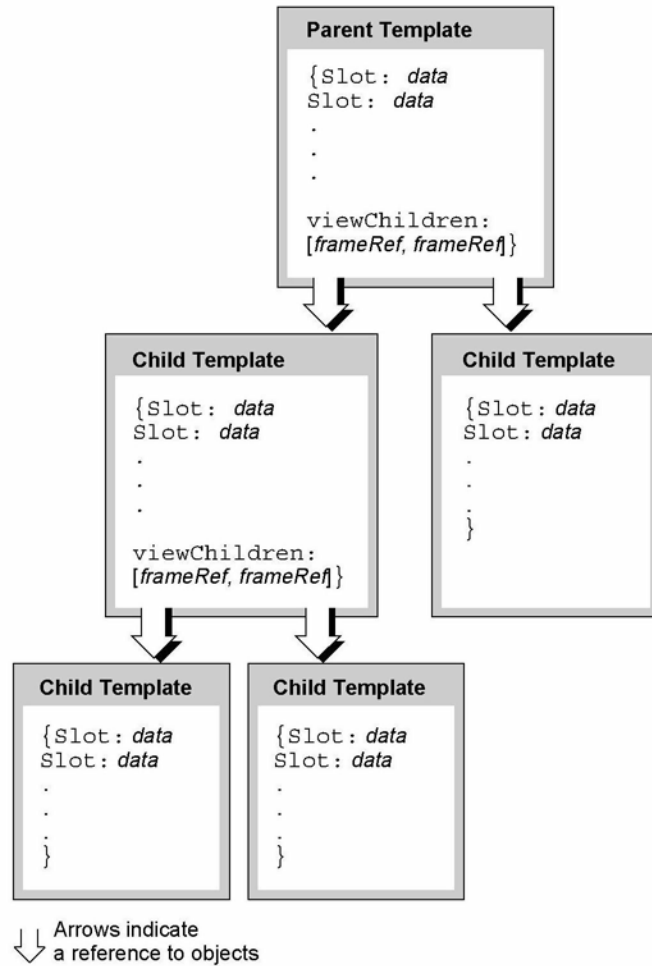 Parent Template
{Slot: data
Slot: data
.
.
.
viewChildren:
[frameRef, frameRef]}
Child Template
{Slot: data
Slot: data
.
.
.
viewChildren:
[frameRef, frameRef]}
Child Template
{Slot: data
Slot: data
.
.
.
}
Child Template
{Slot: data
Slot: data
.
.
.
}
Child Template
{Slot: data
Slot: data
.
.
.
}
Arrows indicate
a reference to objects